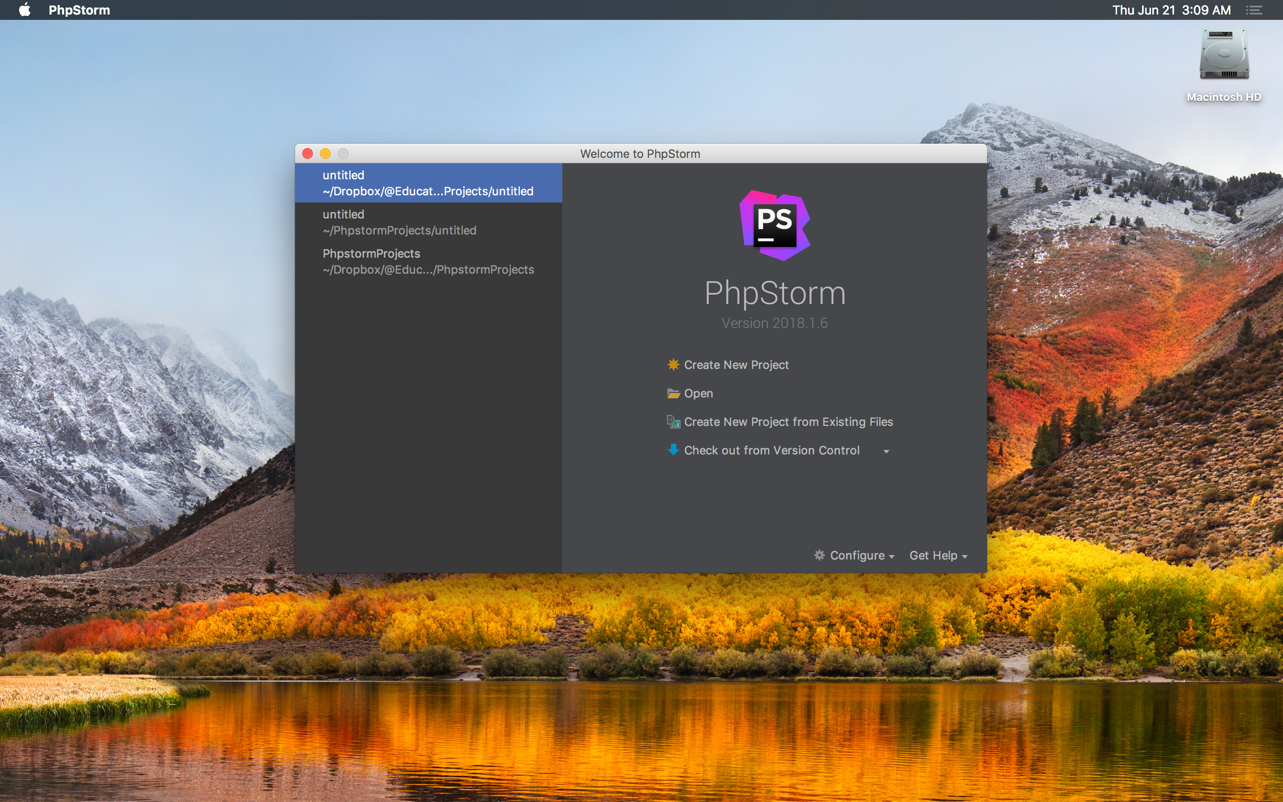 PhpStorm
Thu Jun 21 3:09 AM
Macintosh HD
Welcome to PhpStorm
untitled
~/Dropbox/@Educat...Projects/untitled
untitled
~/PhpstormProjects/untitled
PhpstormProjects
~/Dropbox/@Educ.../PhpstormProjects
PS
PhpStorm
Version 2018.1.6
Create New Project
Open
Create New Project from Existing Files
Check out from Version Control
Configure
Get Help